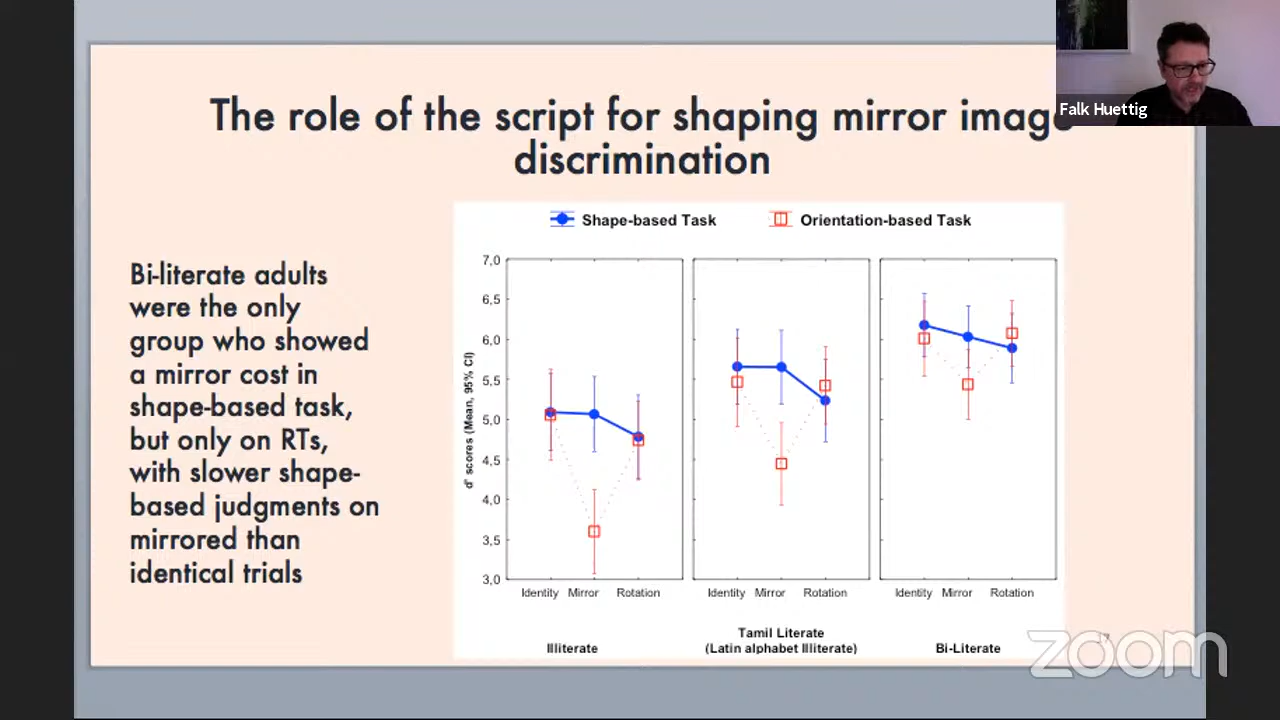 Falk Huettig
The role of the script for shaping mirror image
discrimination
Bi-literate adults
were the only
group who showed
a mirror cost in
shape-based task,
but only on RTs,
with slower shape-
based judgments on
mirrored than
identical trials
Shape-based Task
Orientation-based Task
d' scores (Mean, 95% CI)
7,0
6,5
6,0
5,5
5,0
4,5
4,0
3,5
3,0
Identity Mirror Rotation
Identity Mirror Rotation
Identity Mirror Rotation
Illiterate
Tamil Literate
(Latin alphabet Illiterate)
Bi-Literate
zoom